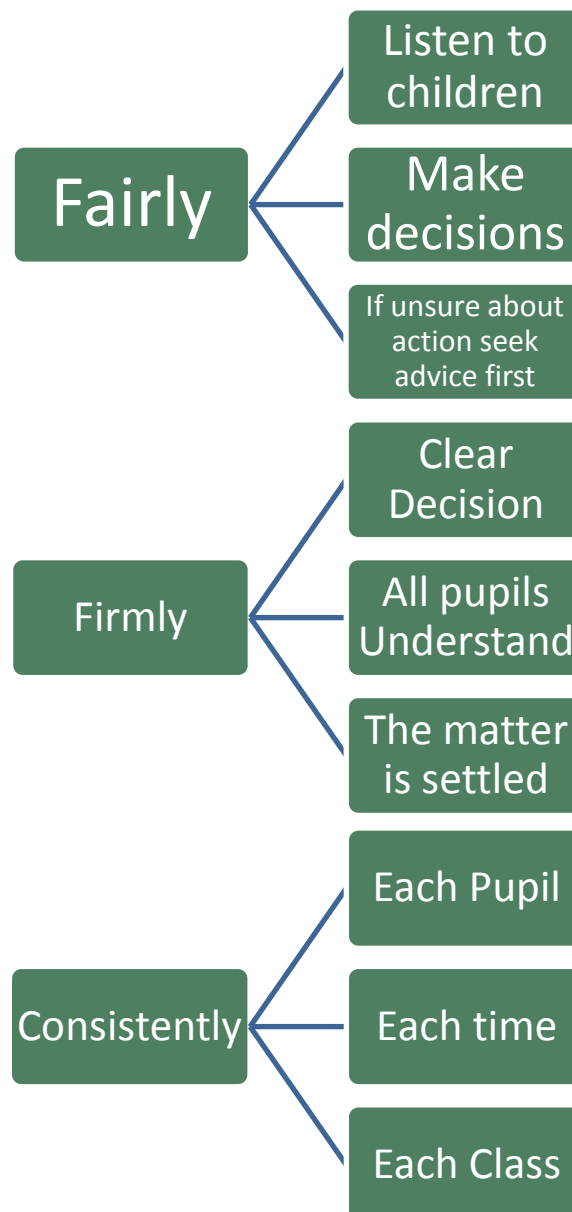 Fairly
Listen to
children
Make
decisions
If unsure about
action seek
advice first
Firmly
Clear
Decision
All pupils
Understand
The matter
is settled
Consistently
Each Pupil
Each time
Each Class